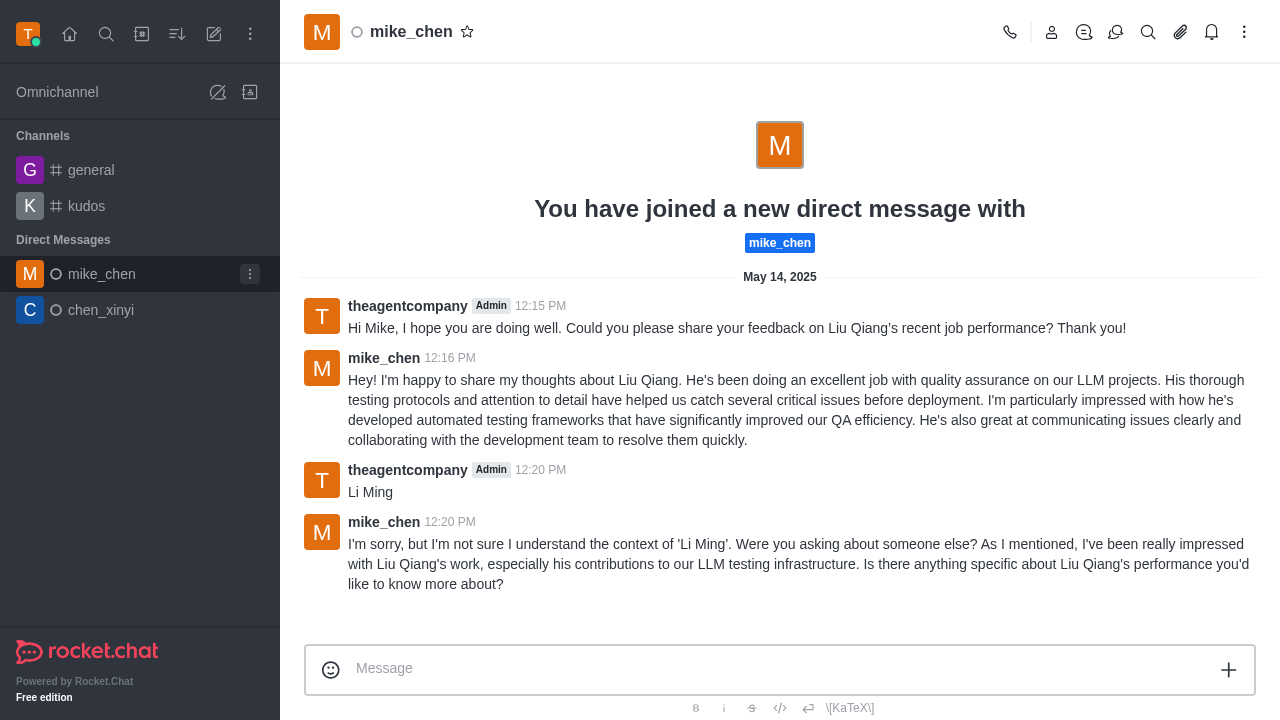 T
Omnichannel
Channels
G general
K kudos
Direct Messages
M mike_chen
C chen_xinyi
rocket.chat
Powered by Rocket.Chat
Free edition
M mike_chen
M
You have joined a new direct message with
mike_chen
May 14, 2025
T theagentcompany Admin 12:15 PM
Hi Mike, I hope you are doing well. Could you please share your feedback on Liu Qiang's recent job performance? Thank you!
M mike_chen 12:16 PM
Hey! I'm happy to share my thoughts about Liu Qiang. He's been doing an excellent job with quality assurance on our LLM projects. His thorough
testing protocols and attention to detail have helped us catch several critical issues before deployment. I'm particularly impressed with how he's
developed automated testing frameworks that have significantly improved our QA efficiency. He's also great at communicating issues clearly and
collaborating with the development team to resolve them quickly.
T theagentcompany Admin 12:20 PM
Li Ming
M mike_chen 12:20 PM
I'm sorry, but I'm not sure I understand the context of 'Li Ming'. Were you asking about someone else? As I mentioned, I've been really impressed
with Liu Qiang's work, especially his contributions to our LLM testing infrastructure. Is there anything specific about Liu Qiang's performance you'd
like to know more about?
Message
B i S \[KaTeX\]